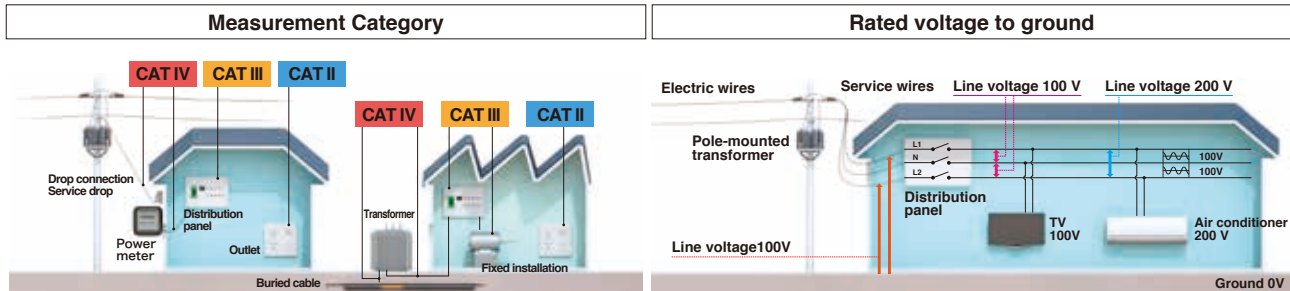 Measurement Category
CAT IV
CAT III
CAT II
CAT IV
CAT III
CAT II
Drop connection
Service drop
Distribution
panel
Power
meter
Outlet
Transformer
Fixed installation
Buried cable
Rated voltage to ground
Electric wires
Service wires
Line voltage 100 V
Line voltage 200 V
Pole-mounted
transformer
L1
N
L2
100V
100V
Distribution
panel
TV
100V
Air conditioner
200 V
Line voltage100V
Ground 0V